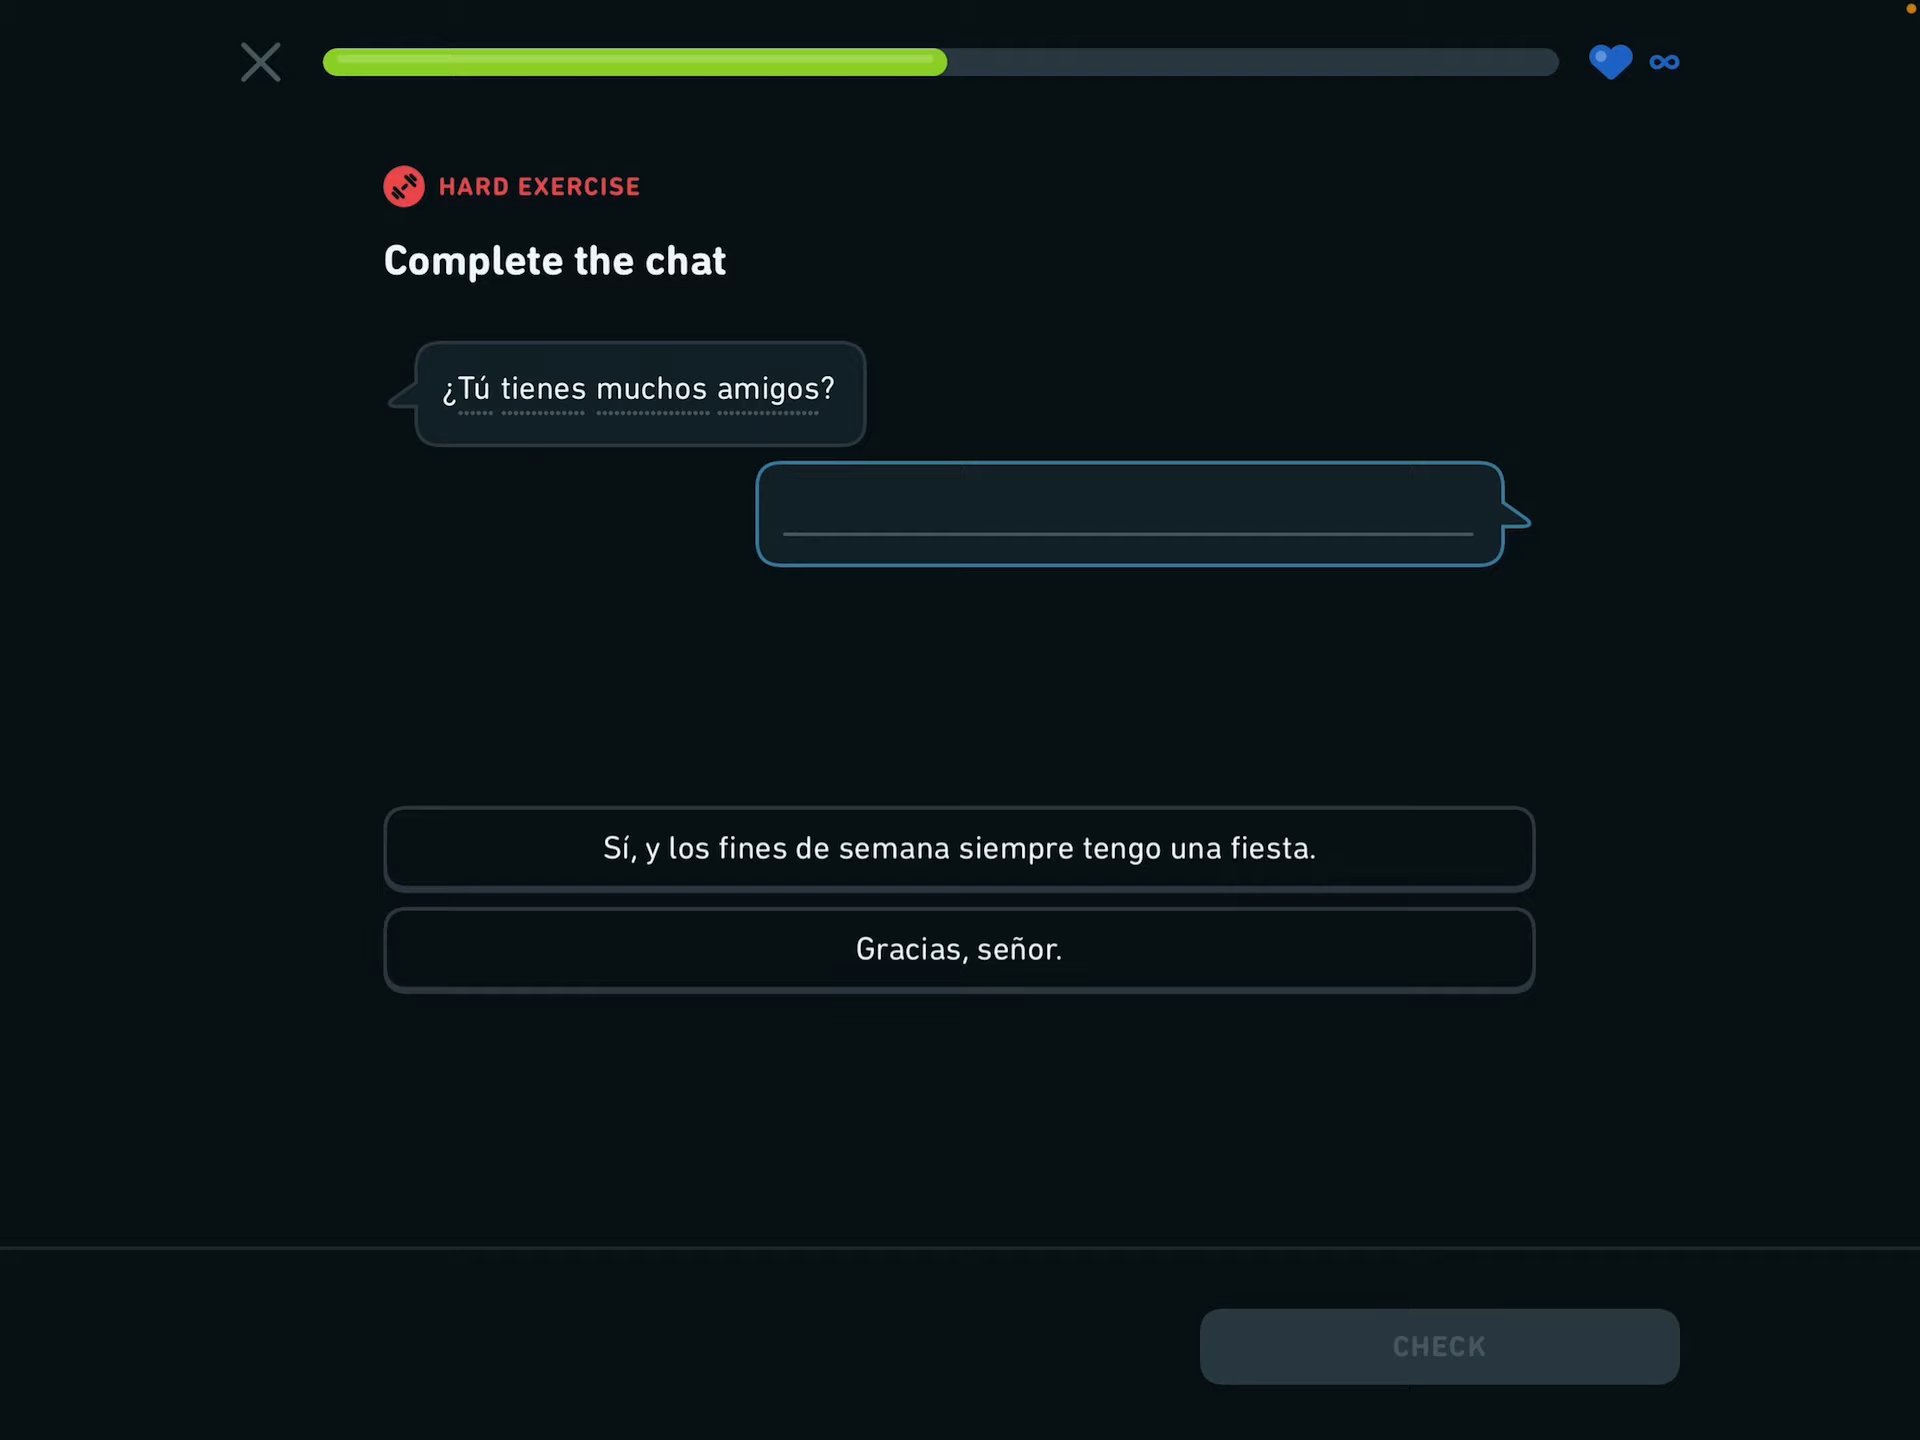 HARD EXERCISE
Complete the chat
¿Tú tienes muchos amigos?
Sí, y los fines de semana siempre tengo una fiesta.
Gracias, señor.
CHECK